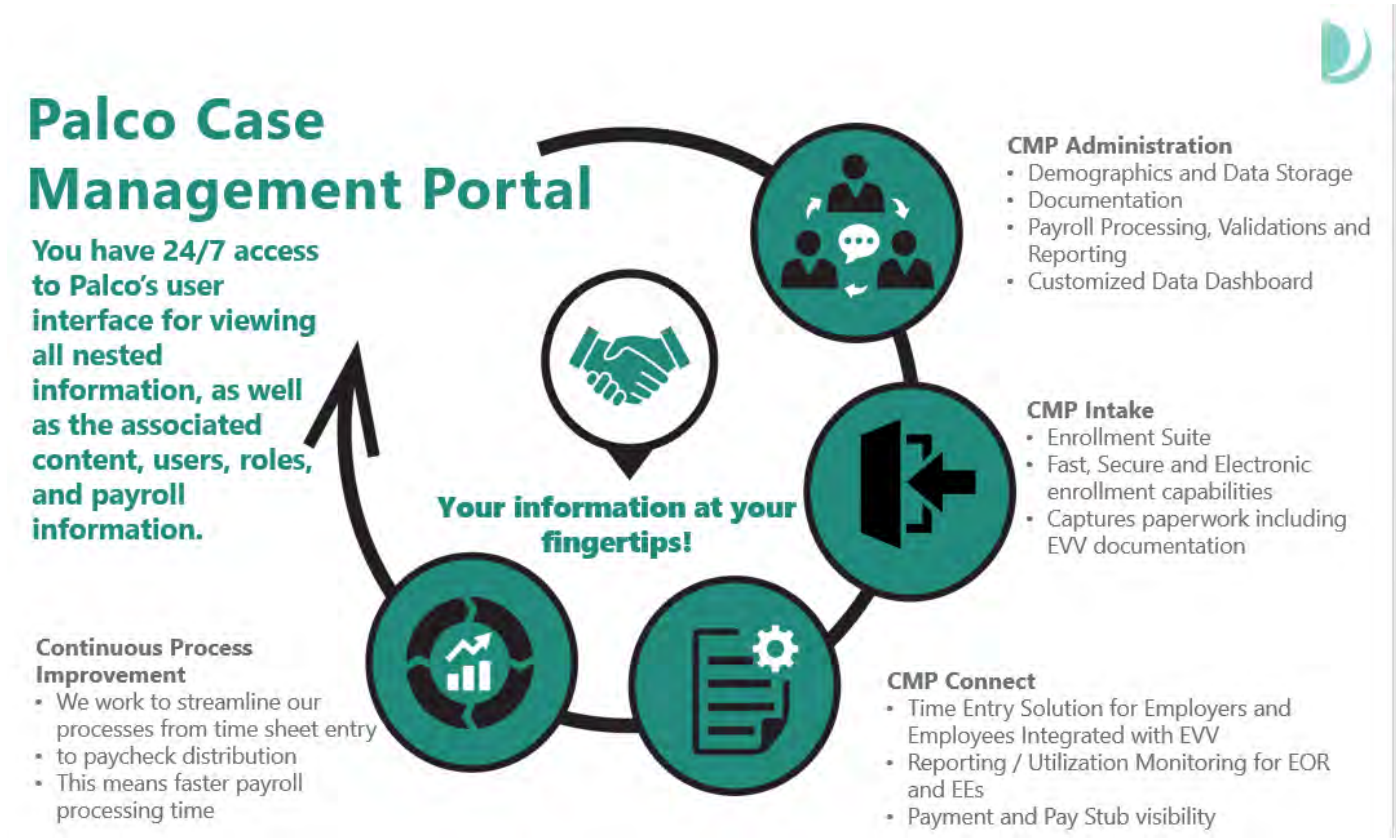 Palco Case
Management Portal
You have 24/7 access
to Palco's user
interface for viewing
all nested
information, as well
as the associated
content, users, roles,
and payroll
information.
Your information at your
fingertips!
CMP Administration
• Demographics and Data Storage
• Documentation
• Payroll Processing, Validations and
Reporting
• Customized Data Dashboard
CMP Intake
• Enrollment Suite
• Fast, Secure and Electronic
enrollment capabilities
• Captures paperwork including
EVV documentation
CMP Connect
• Time Entry Solution for Employers and
Employees Integrated with EVV
• Reporting / Utilization Monitoring for EOR
and EEs
• Payment and Pay Stub visibility
Continuous Process
Improvement
• We work to streamline our
processes from time sheet entry
• to paycheck distribution
• This means faster payroll
processing time